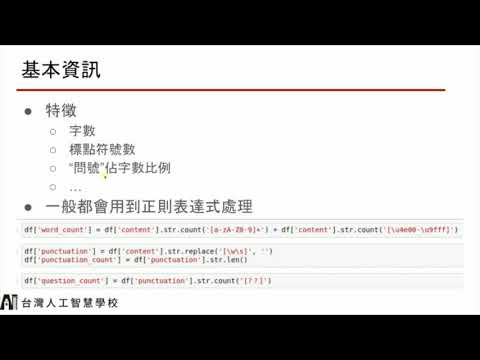 基本資訊
● 特徵
○ 字數
○ 標點符號數
○ “問號”佔字數比例
○ …
● 一般都會用到正則表達式處理
df['word_count'] = df['content'].str.count('[a-zA-Z0-9]+') + df['content'].str.count('[\u4e00-\u9fff]')
df['punctuation'] = df['content'].str.replace('[\w\s]', '')
df['punctuation_count'] = df['punctuation'].str.len()
df['question_count'] = df['punctuation'].str.count('[??]')
AI 台灣人工智慧學校